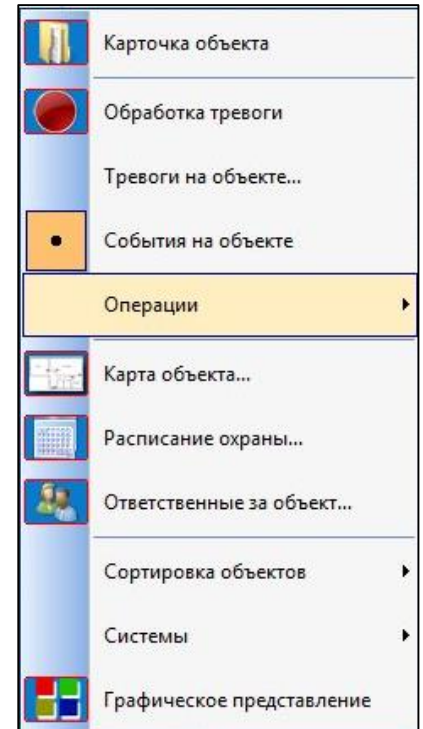 Карточка объекта
Обработка тревоги
Тревоги на объекте...
События на объекте
Операции
Карта объекта...
Расписание охраны...
Ответственные за объект...
Сортировка объектов
Системы
Графическое представление